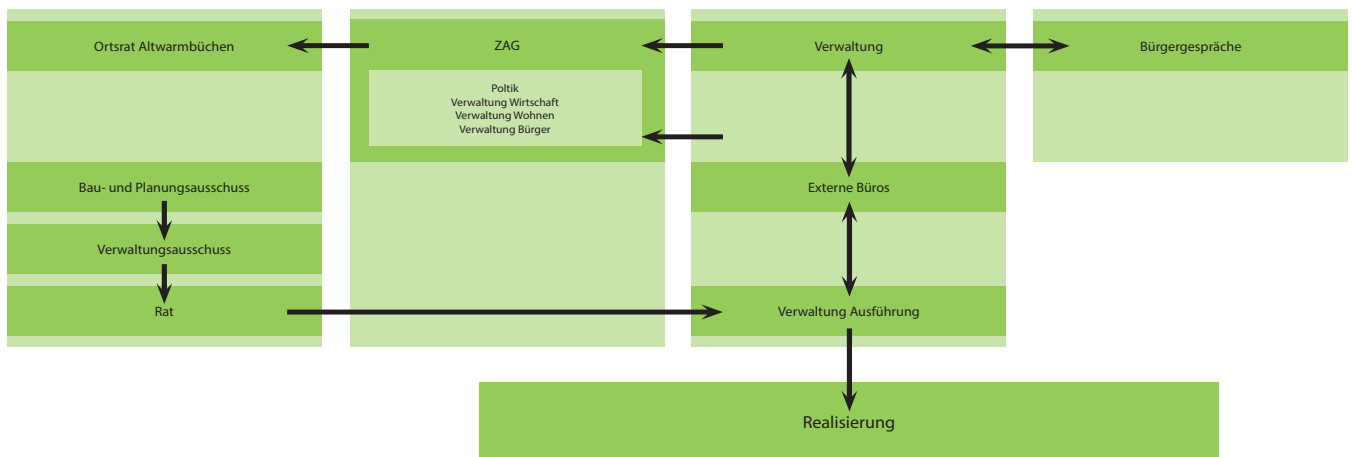 Ortsrat Altwarmbüchen
ZAG
Verwaltung
Bürgergespräche
Poltik
Verwaltung Wirtschaft
Verwaltung Wohnen
Verwaltung Bürger
Bau- und Planungsausschuss
Externe Büros
Verwaltungsausschuss
Rat
Verwaltung Ausführung
Realisierung